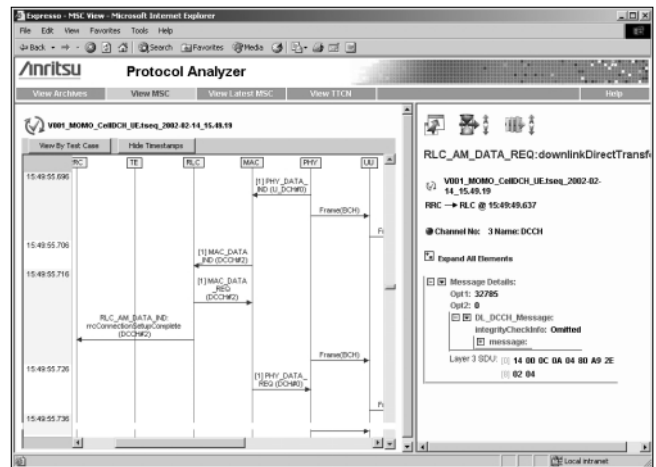 Expresso - MSC View - Microsoft Internet Explorer
File Edit View Favorites Tools Help
Back Search Favorites Media
Anritsu Protocol Analyzer
View Archives View MSC View Latest MSC View TTCN Help
V001_MOMO_CellDCH_UE.tseq_2002-02-14_15.49.19
View By Test Case Hide Timestamps
RC TE RLC MAC PHY UU
15:49:55.696
[1] PHY_DATA_
IND (U_DCH#0)
Frame(BCH)
15:49:55.706
[1] MAC_DATA
_IND (DCCH#2)
15:49:55.716
[1] MAC_DATA
_REQ
(DCCH#2)
RLC_AM_DATA_IND:
rrcConnectionSetupComplete
(DCCH#2)
15:49:55.726
Frame(BCH)
[1] PHY_DATA_
REQ (DCH#0)
15:49:55.736
RLC_AM_DATA_REQ:downlinkDirectTransf
V001_MOMO_CellDCH_UE.tseq_2002-02-
14_15.49.19
RRC → RLC @ 15:49:49.637
Channel No: 3 Name: DCCH
Expand All Elements
Message Details:
Opt1: 32785
Opt2: 0
DL_DCCH_Message:
integrityCheckInfo: Omitted
message:
Layer 3 SDU: [0] 14 00 0C 0A 04 80 A9 2E
02 04
Local intranet